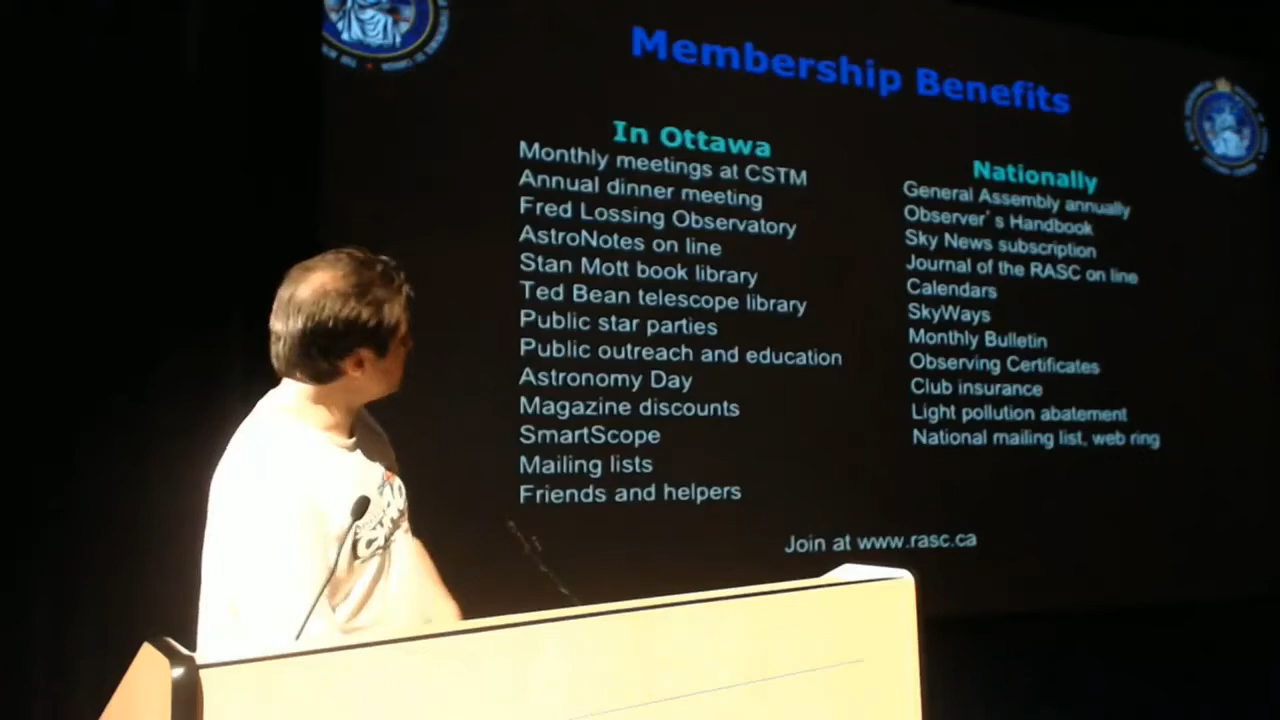 Membership Benefits
In Ottawa
Monthly meetings at CSTM
Annual dinner meeting
Fred Lossing Observatory
AstroNotes on line
Stan Mott book library
Ted Bean telescope library
Public star parties
Public outreach and education
Astronomy Day
Magazine discounts
SmartScope
Mailing lists
Friends and helpers
Nationally
General Assembly annually
Observer’s Handbook
Sky News subscription
Journal of the RASC on line
Calendars
SkyWays
Monthly Bulletin
Observing Certificates
Club insurance
Light pollution abatement
National mailing list, web ring
Join at www.rasc.ca